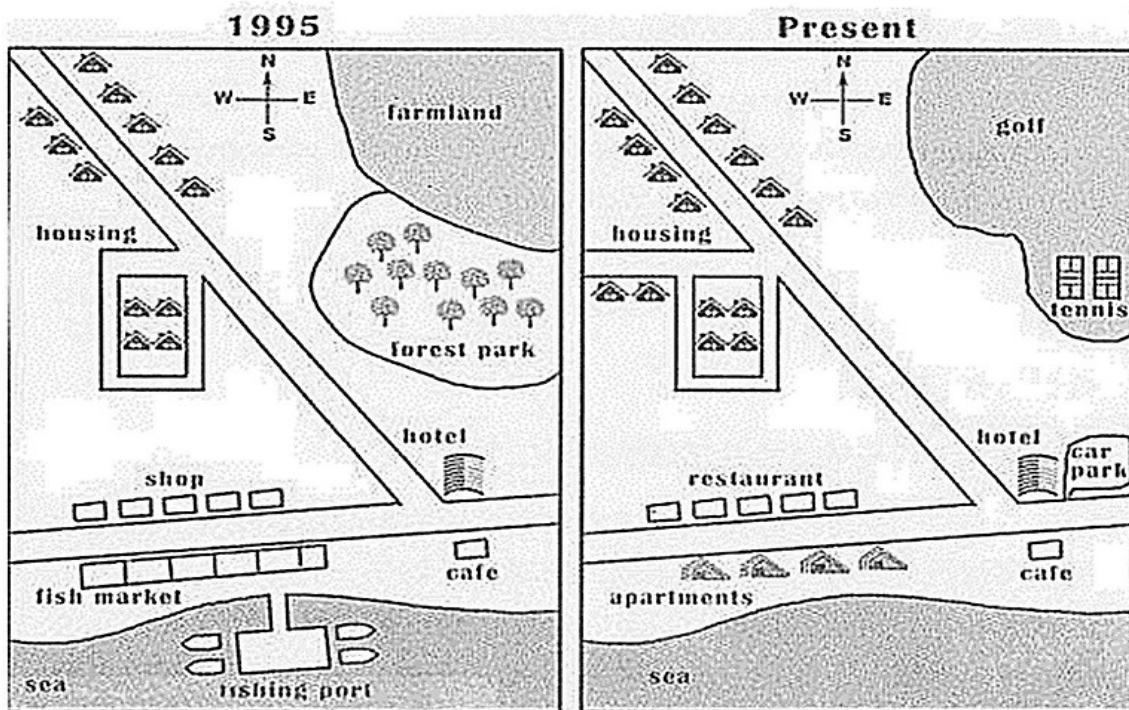 1995
N
W E
S
farmland
housing
forest park
hotel
shop
fish market
cafe
sea
fishing port
Present
N
W E
S
golf
housing
tennis
hotel
car
park
restaurant
apartments
cafe
sea